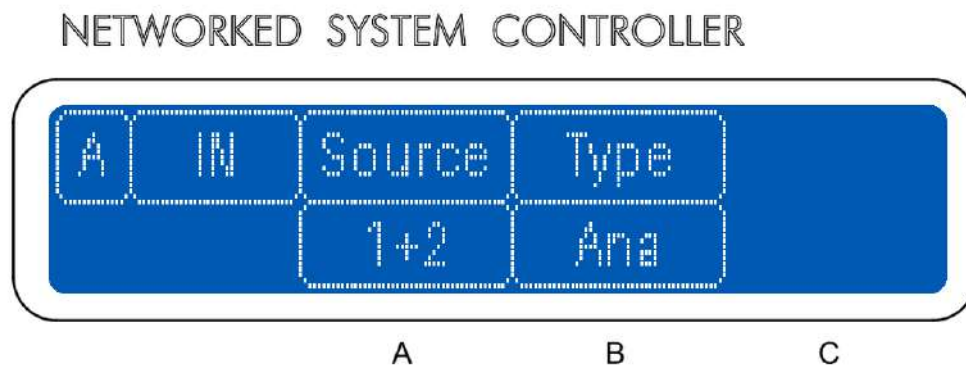 NETWORKED SYSTEM CONTROLLER
A IN Source Type
1+2 Ana
A B C